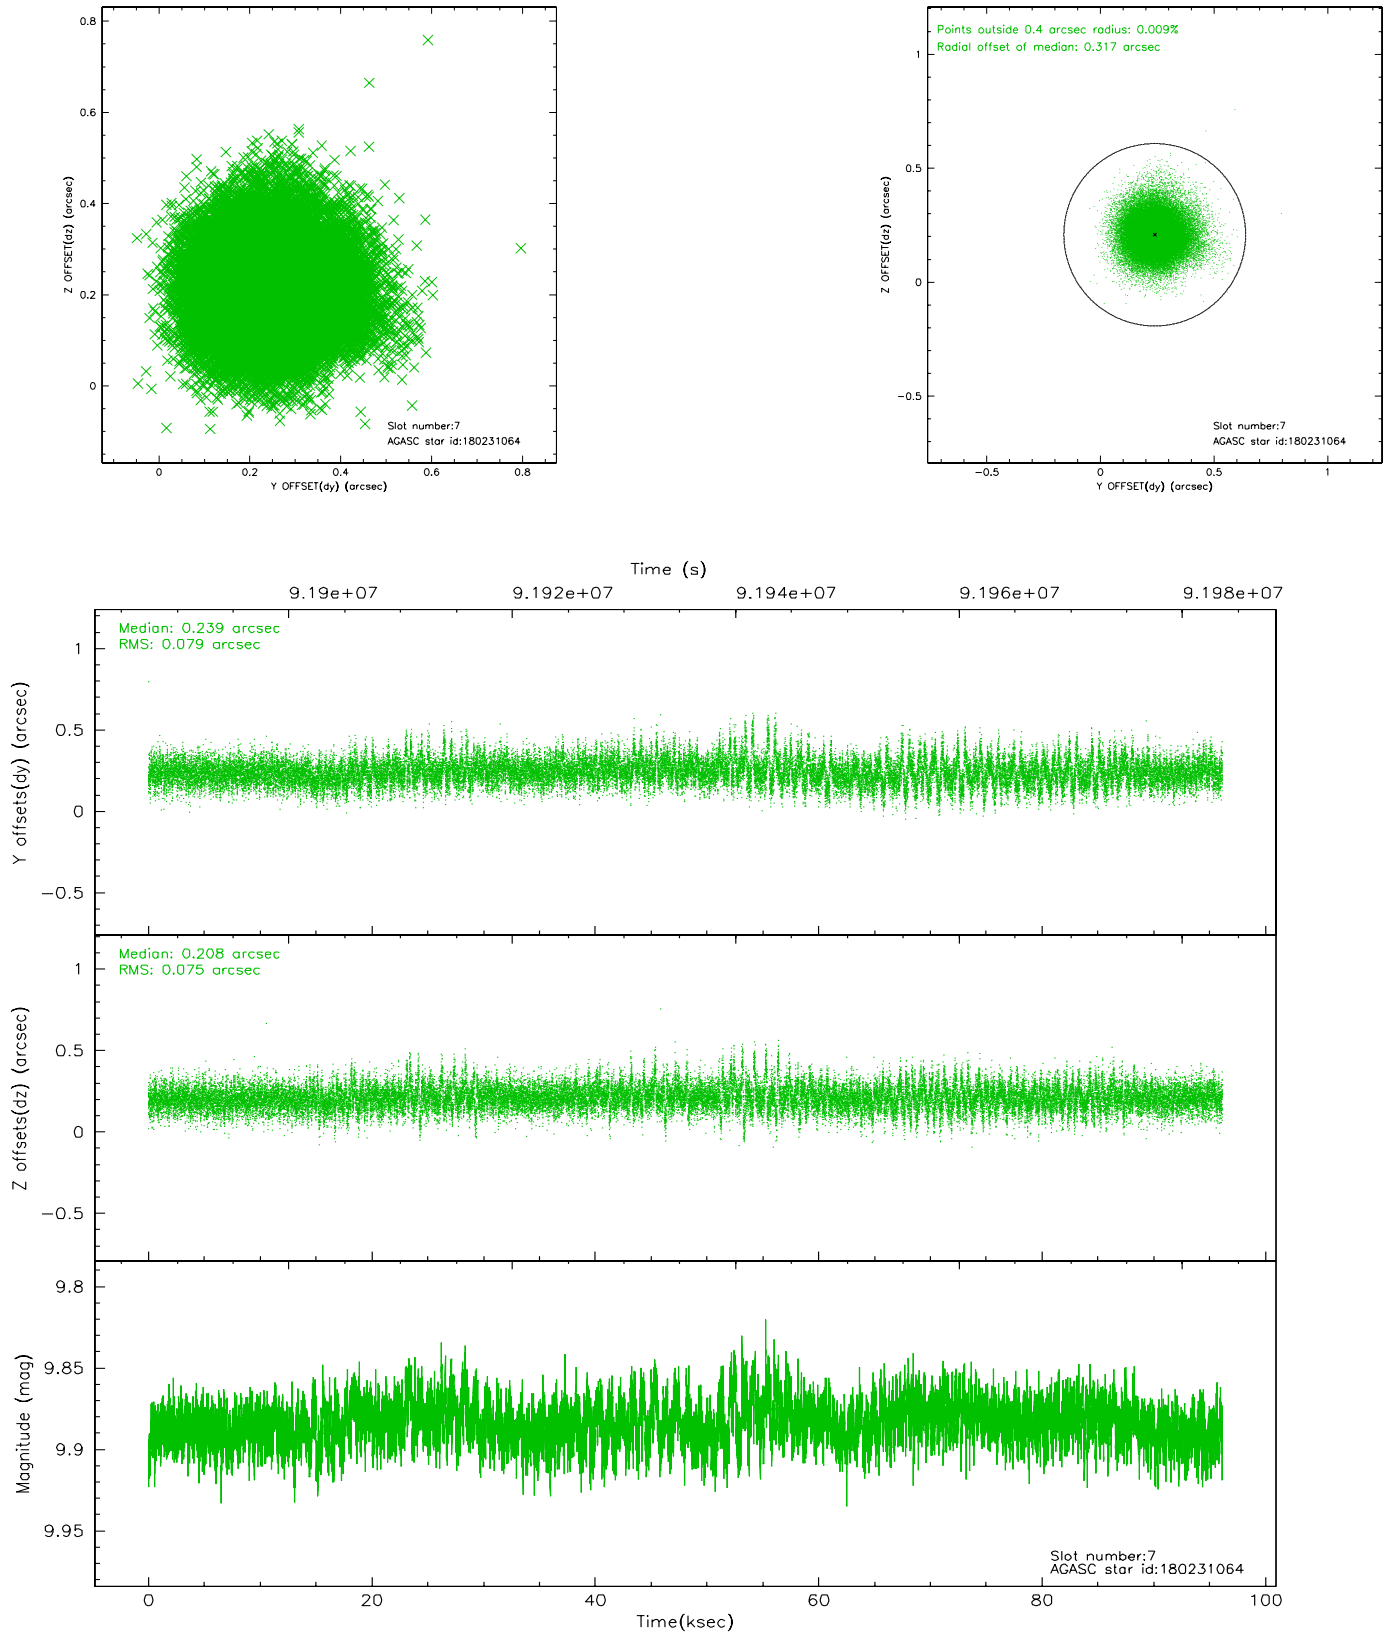 0.8
0.6
0.4
0.2
0
Z OFFSET(dz) (arcsec)
Slot number:7
AGASC star id:180231064
0 0.2 0.4 0.6 0.8
Y OFFSET(dy) (arcsec)
Points outside 0.4 arcsec radius: 0.009%
Radial offset of median: 0.317 arcsec
1
0.5
0
−0.5
Z OFFSET(dz) (arcsec)
Slot number:7
AGASC star id:180231064
−0.5 0 0.5 1
Y OFFSET(dy) (arcsec)
Time (s)
9.19e+07 9.192e+07 9.194e+07 9.196e+07 9.198e+07
Median: 0.239 arcsec
RMS: 0.079 arcsec
1
0.5
0
−0.5
Y offsets(dy) (arcsec)
Median: 0.208 arcsec
RMS: 0.075 arcsec
1
0.5
0
−0.5
Z offsets(dz) (arcsec)
9.8
9.85
9.9
9.95
Magnitude (mag)
Slot number:7
AGASC star id:180231064
0 20 40 60 80 100
Time(ksec)